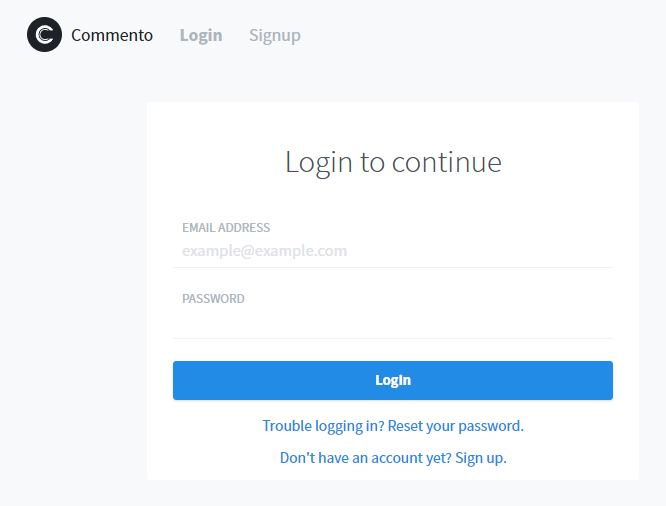 Commento Login Signup
Login to continue
EMAIL ADDRESS
example@example.com
PASSWORD
Login
Trouble logging in? Reset your password.
Don't have an account yet? Sign up.